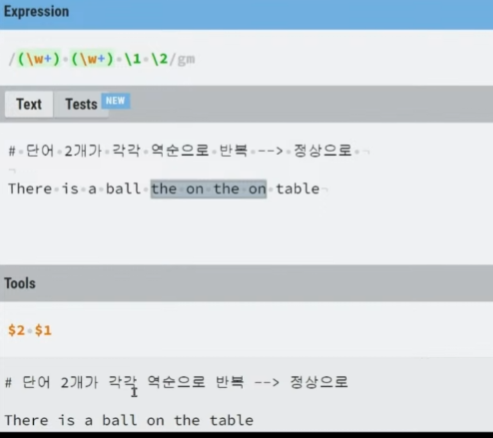 Expression
/(\w+) (\w+) \1 \2/gm
Text Tests NEW
# 단어 2개가 각각 역순으로 반복 --> 정상으로
There is a ball the on the on table
Tools
$2 $1
# 단어 2개가 각각 역순으로 반복 --> 정상으로
There is a ball on the table